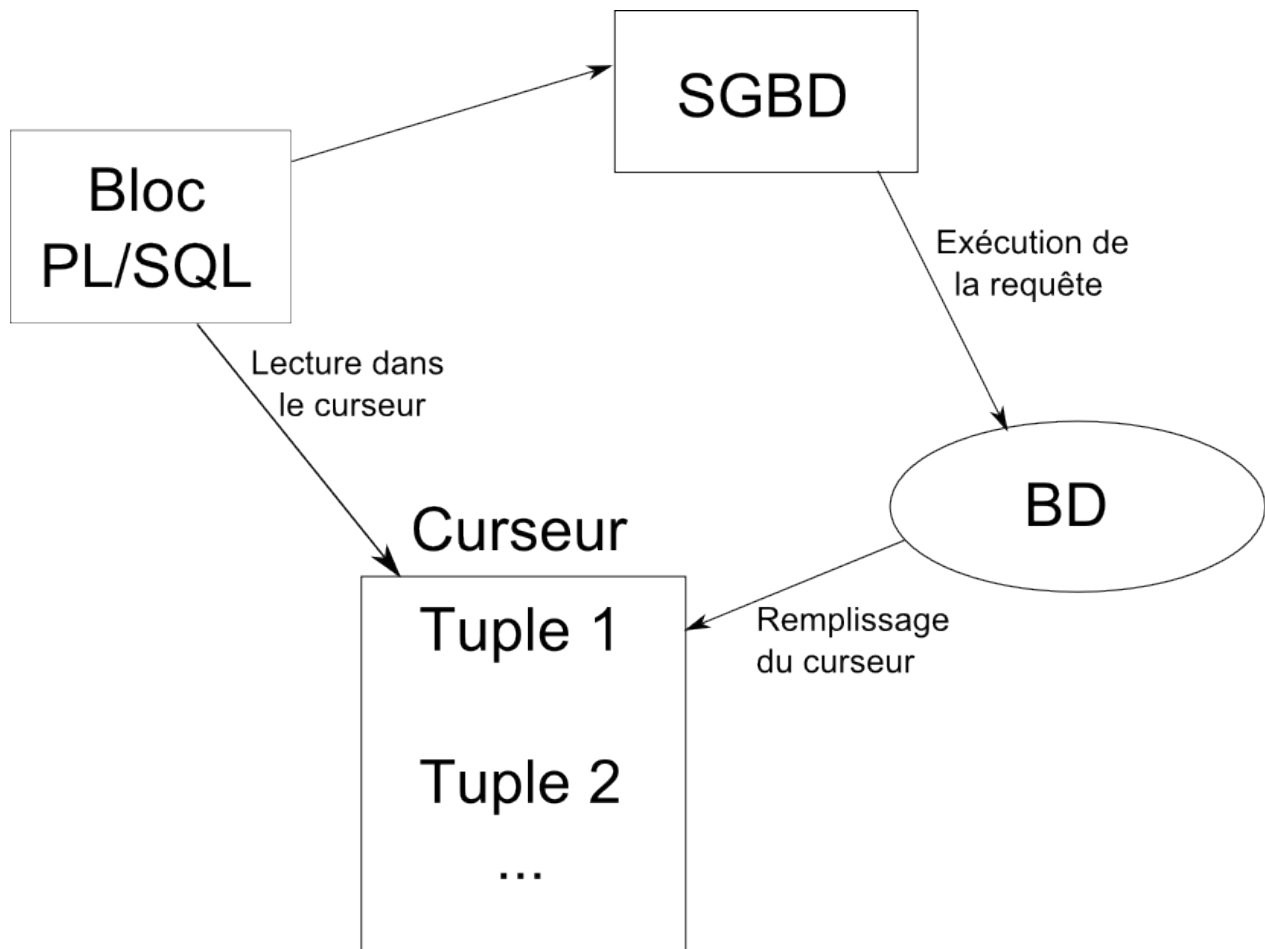 SGBD
Bloc
PL/SQL
Exécution de
la requête
Lecture dans
le curseur
BD
Curseur
Tuple 1
Remplissage
du curseur
Tuple 2
...